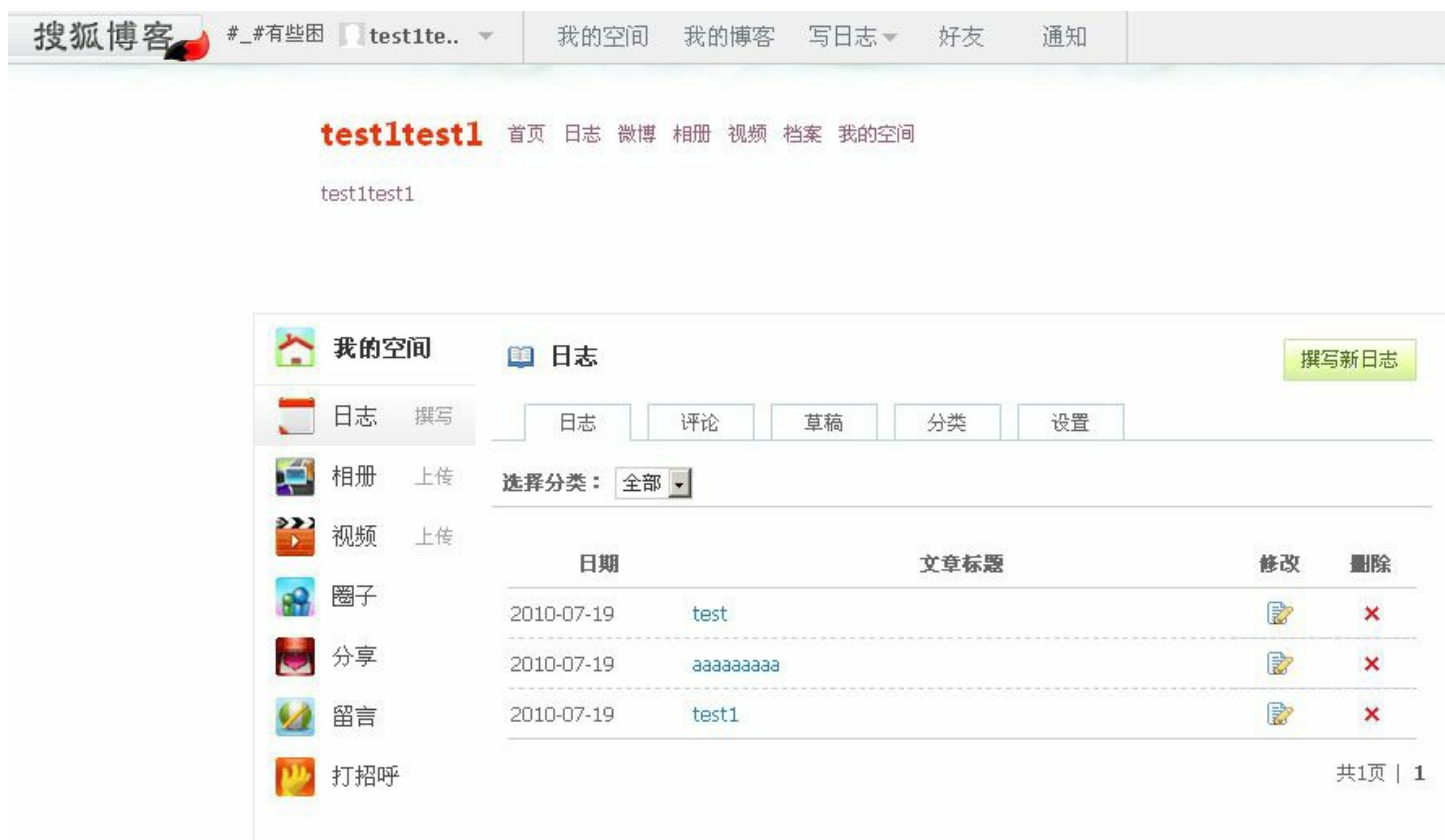 搜狐博客 #_#有些困 test1te.. 我的空间 我的博客 写日志 好友 通知
test1test1 首页 日志 微博 相册 视频 档案 我的空间
test1test1
我的空间
日志 撰写
相册 上传
视频 上传
圈子
分享
留言
打招呼
日志 撰写新日志
日志 评论 草稿 分类 设置
选择分类： 全部
日期 文章标题 修改 删除
2010-07-19 test
2010-07-19 aaaaaaaaa
2010-07-19 test1
共1页 | 1